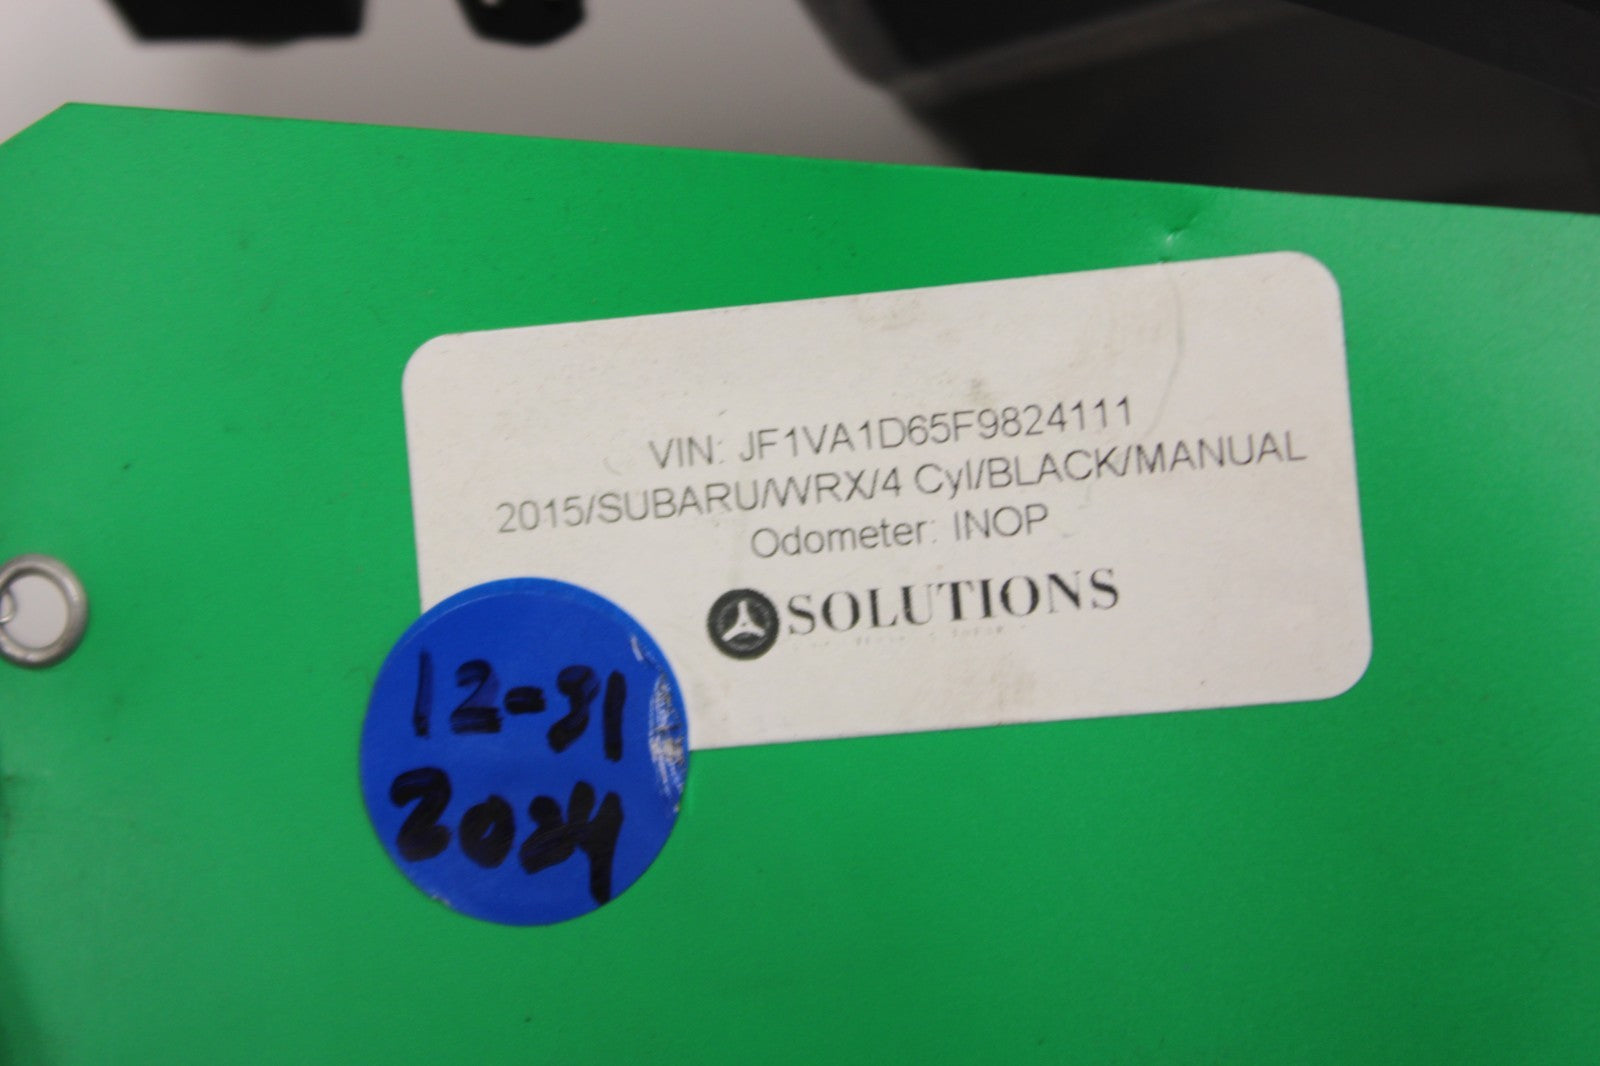 VIN: JF1VA1D65F9824111
2015/SUBARU/WRX/4 Cyl/BLACK/MANUAL
Odometer: INOP
SOLUTIONS
12-31
2024